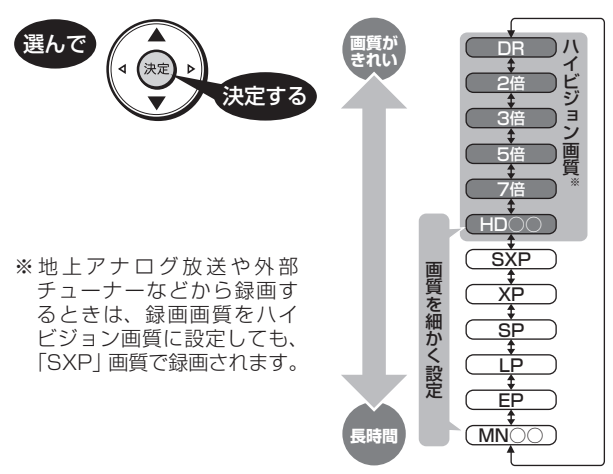 選んで
決定
決定する
※地上アナログ放送や外部
チューナーなどから録画す
るときは、録画画質をハイ
ビジョン画質に設定しても、
「SXP」画質で録画されます。
画質が
きれい
長時間
画質を細かく設定
DR
2倍
3倍
5倍
7倍
HD○○
SXP
XP
SP
LP
EP
MN○○
ハイビジョン画質※